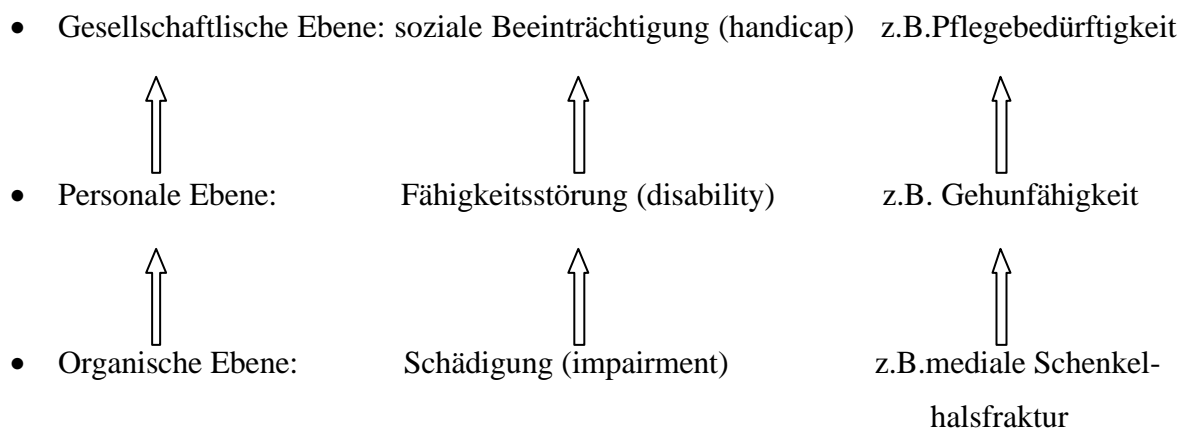 • Gesellschaftlische Ebene: soziale Beeinträchtigung (handicap) z.B.Pflegebedürftigkeit
• Personale Ebene: Fähigkeitsstörung (disability) z.B. Gehunfähigkeit
• Organische Ebene: Schädigung (impairment) z.B.mediale Schenkel-
halsfraktur